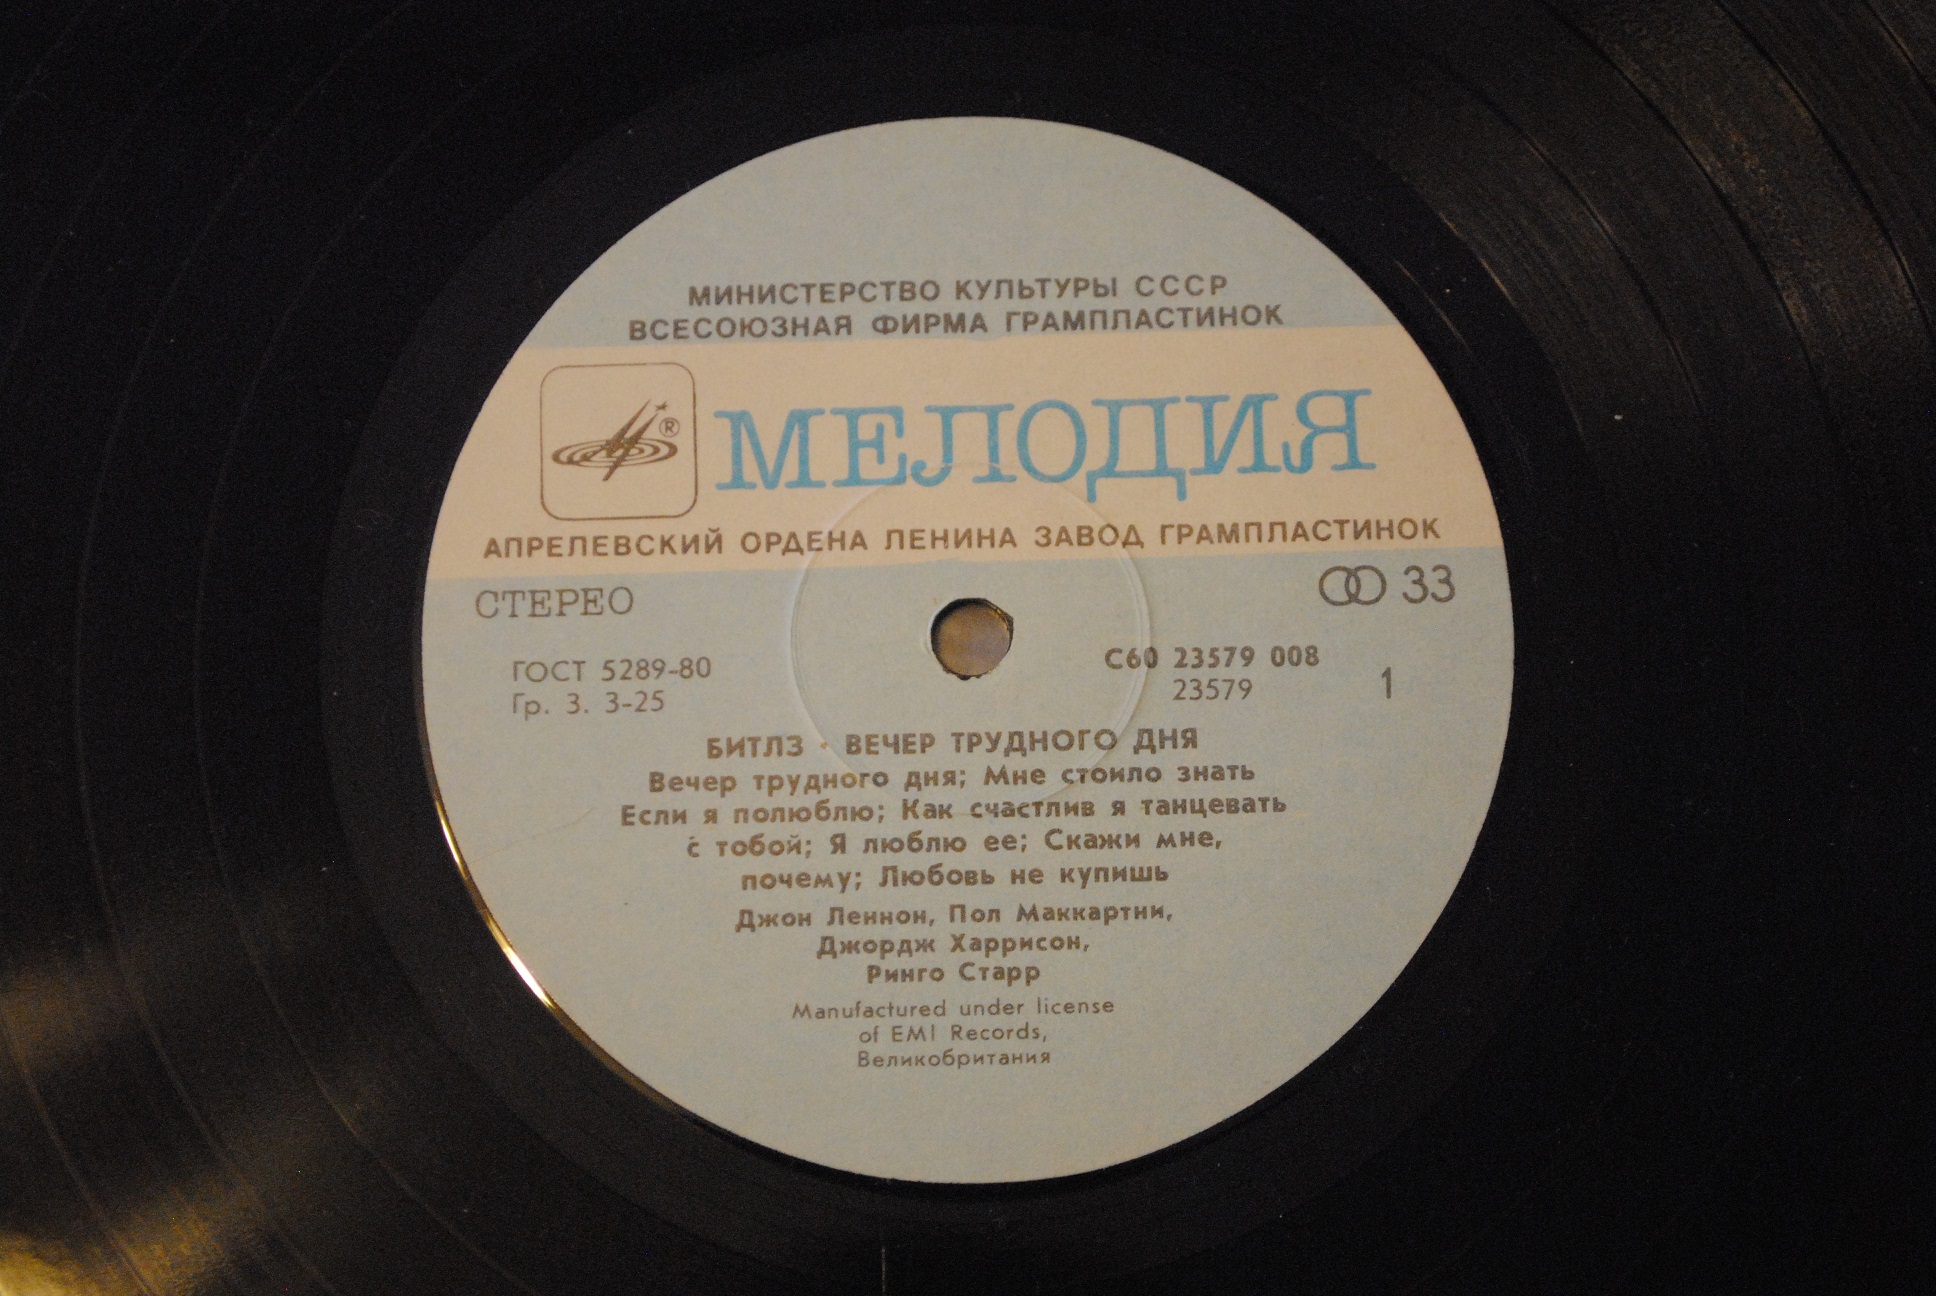 МИНИСТЕРСТВО КУЛЬТУРЫ СССР
ВСЕСОЮЗНАЯ ФИРМА ГРАМПЛАСТИНОК
®
МЕЛОДИЯ
АПРЕЛЕВСКИЙ ОРДЕНА ЛЕНИНА ЗАВОД ГРАМПЛАСТИНОК
СТЕРЕО
33
ГОСТ 5289-80
Гр. 3. 3-25
С60 23579 008
23579
1
БИТЛЗ · ВЕЧЕР ТРУДНОГО ДНЯ
Вечер трудного дня; Мне стоило знать
Если я полюблю; Как счастлив я танцевать
с тобой; Я люблю ее; Скажи мне,
почему; Любовь не купишь
Джон Леннон, Пол Маккартни,
Джордж Харрисон,
Ринго Старр
Manufactured under license
of EMI Records,
Великобритания